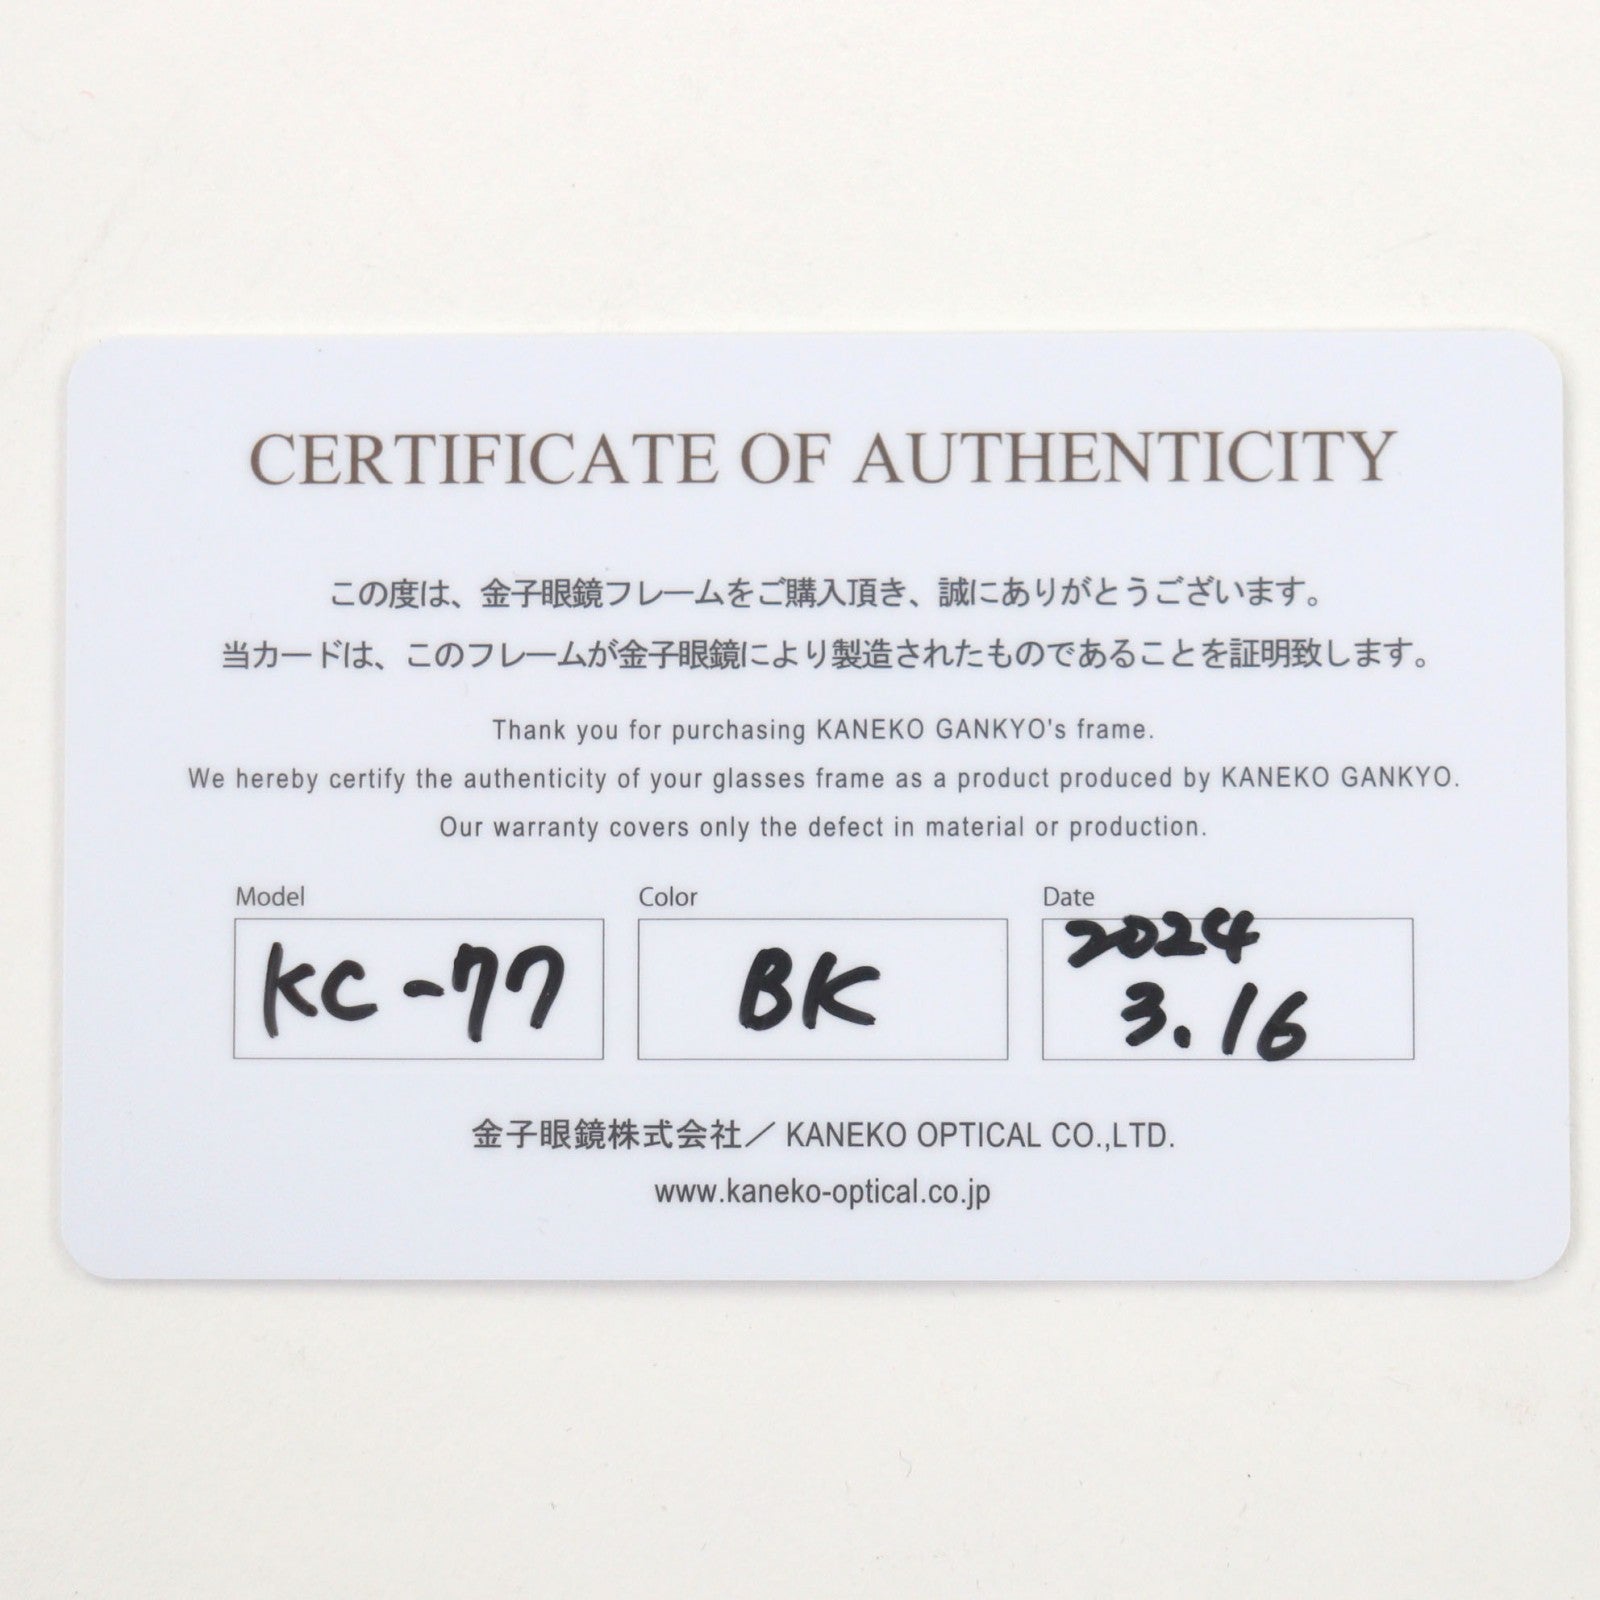 CERTIFICATE OF AUTHENTICITY
この度は、金子眼鏡フレームをご購入頂き、誠にありがとうございます。
当カードは、このフレームが金子眼鏡により製造されたものであることを証明致します。
Thank you for purchasing KANEKO GANKYO's frame.
We hereby certify the authenticity of your glasses frame as a product produced by KANEKO GANKYO.
Our warranty covers only the defect in material or production.
Model
KC-77
Color
BK
Date
2024
3.16
金子眼鏡株式会社／KANEKO OPTICAL CO.,LTD.
www.kaneko-optical.co.jp